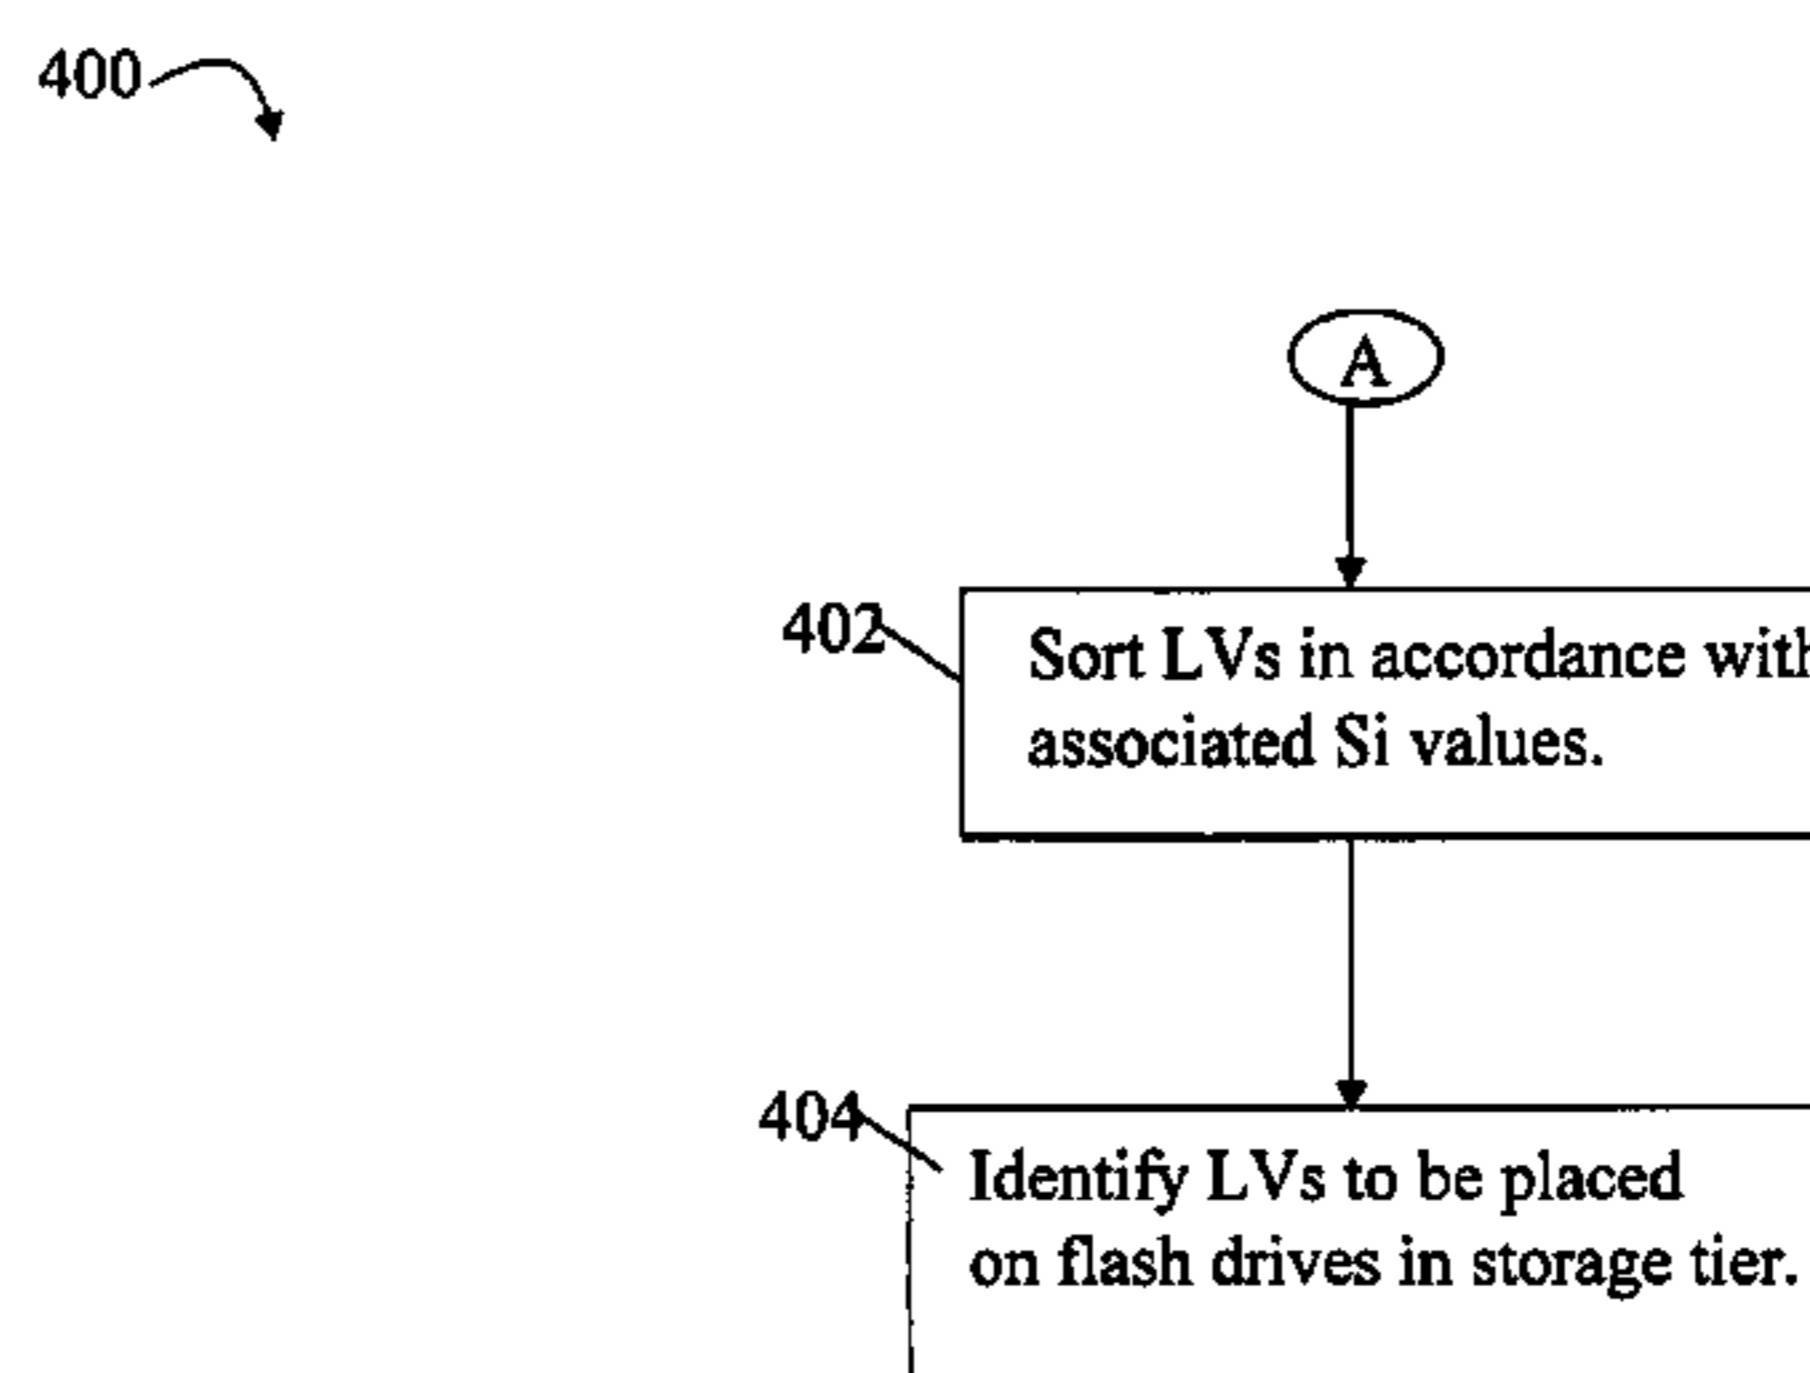 400
A
402
Sort LVs in accordance with
associated Si values.
404
Identify LVs to be placed
on flash drives in storage tier.